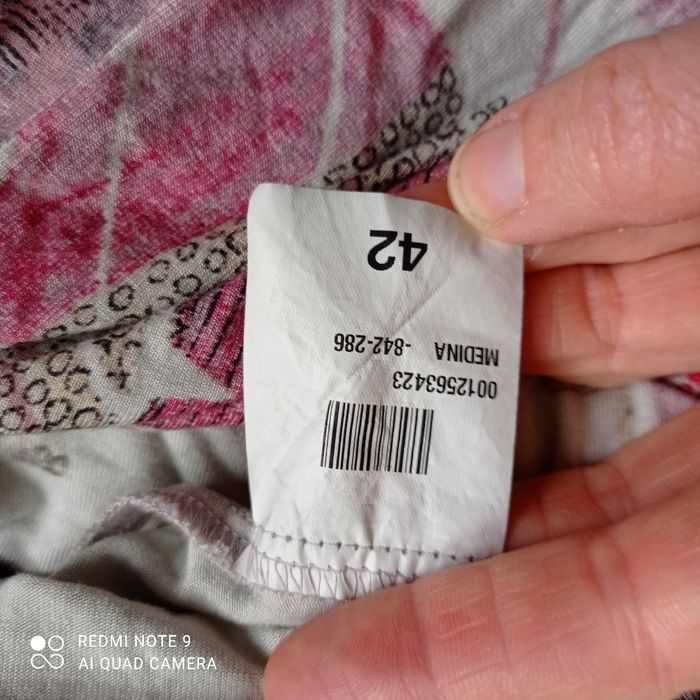 0012563423
MEDINA -842-286
42
REDMI NOTE 9
AI QUAD CAMERA